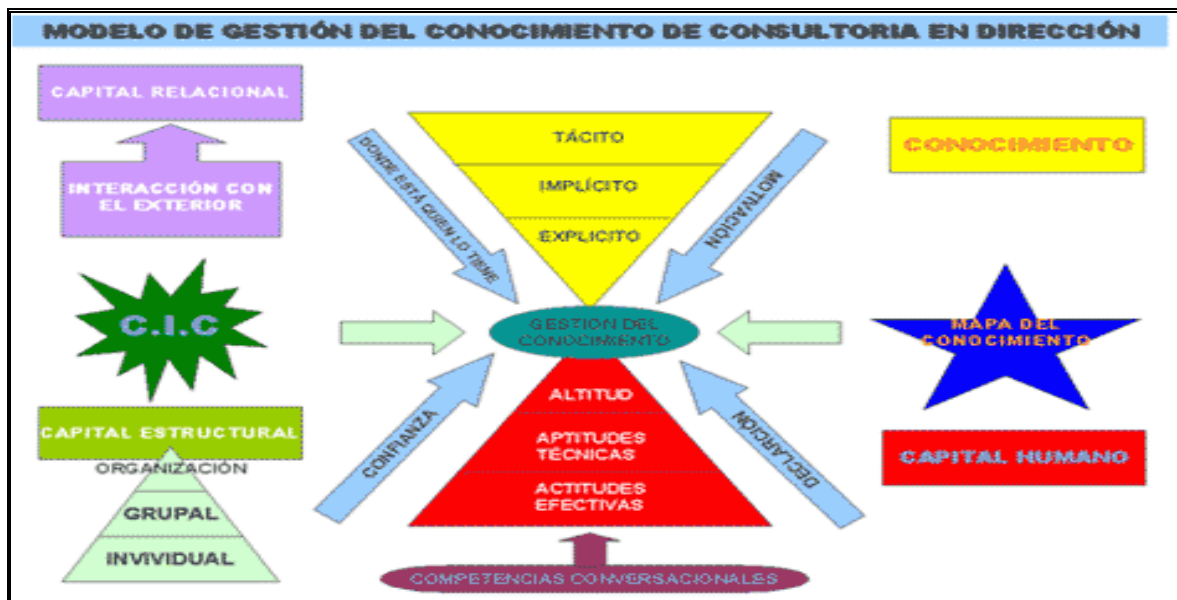 MODELO DE GESTIÓN DEL CONOCIMIENTO DE CONSULTORIA EN DIRECCIÓN
CAPITAL RELACIONAL
INTERACCIÓN CON
EL EXTERIOR
C.I.C
CAPITAL ESTRUCTURAL
ORGANIZACIÓN
GRUPAL
INVIVIDUAL
DONDE ESTÁ QUIEN LO TIENE
CONFIANZA
TÁCITO
IMPLÍCITO
EXPLICITO
GESTION DEL
CONOCIMIENTO
ALTITUD
APTITUDES
TÉCNICAS
ACTITUDES
EFECTIVAS
COMPETENCIAS CONVERSACIONALES
MOTIVACIÓN
DECLARCIÓN
CONOCIMIENTO
MAPA DEL
CONOCIMIENTO
CAPITAL HUMANO